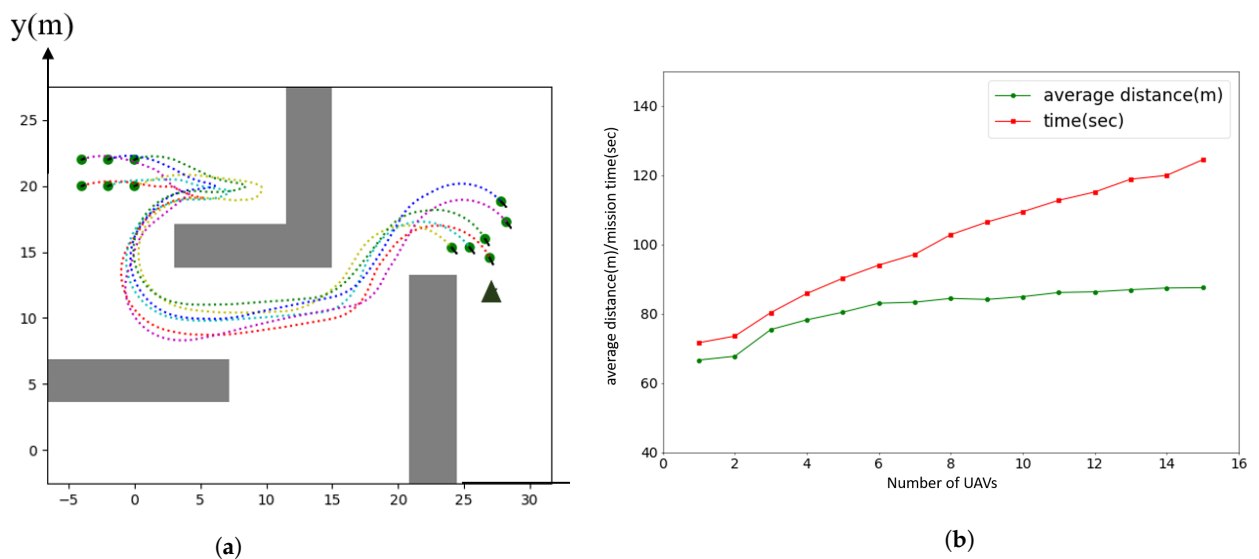 y(m)
25
20
15
10
5
0
−5 0 5 10 15 20 25 30
(a)
average distance(m)/mission time(sec)
140
120
100
80
60
40
average distance(m)
time(sec)
0 2 4 6 8 10 12 14 16
Number of UAVs
(b)